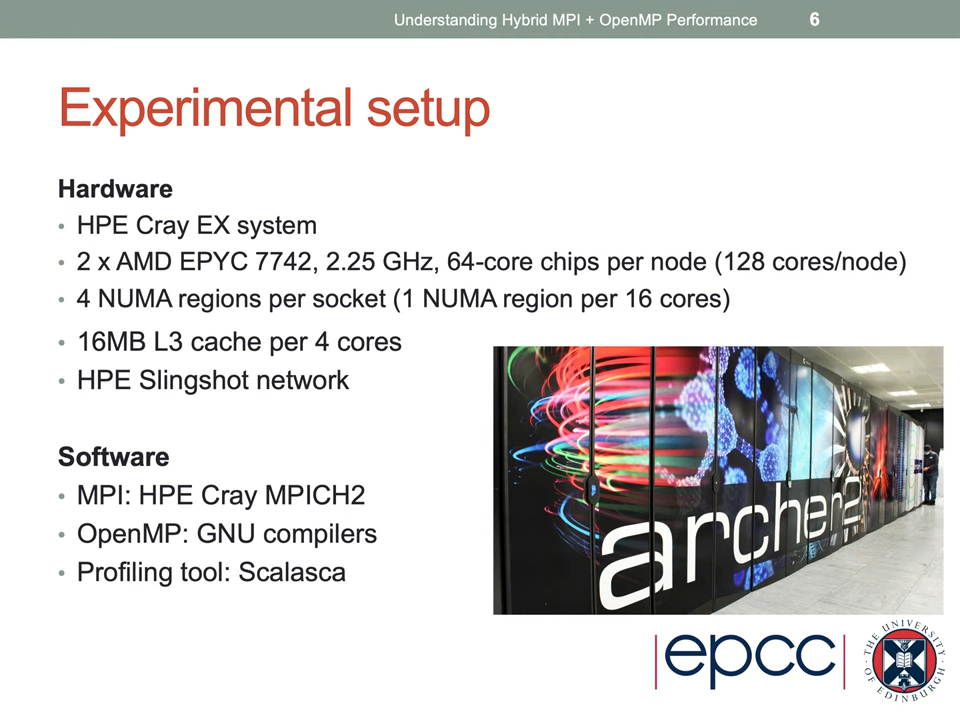 Understanding Hybrid MPI + OpenMP Performance 6
Experimental setup
Hardware
• HPE Cray EX system
• 2 x AMD EPYC 7742, 2.25 GHz, 64-core chips per node (128 cores/node)
• 4 NUMA regions per socket (1 NUMA region per 16 cores)
• 16MB L3 cache per 4 cores
• HPE Slingshot network
Software
• MPI: HPE Cray MPICH2
• OpenMP: GNU compilers
• Profiling tool: Scalasca
archer2
epcc
THE UNIVERSITY OF EDINBURGH